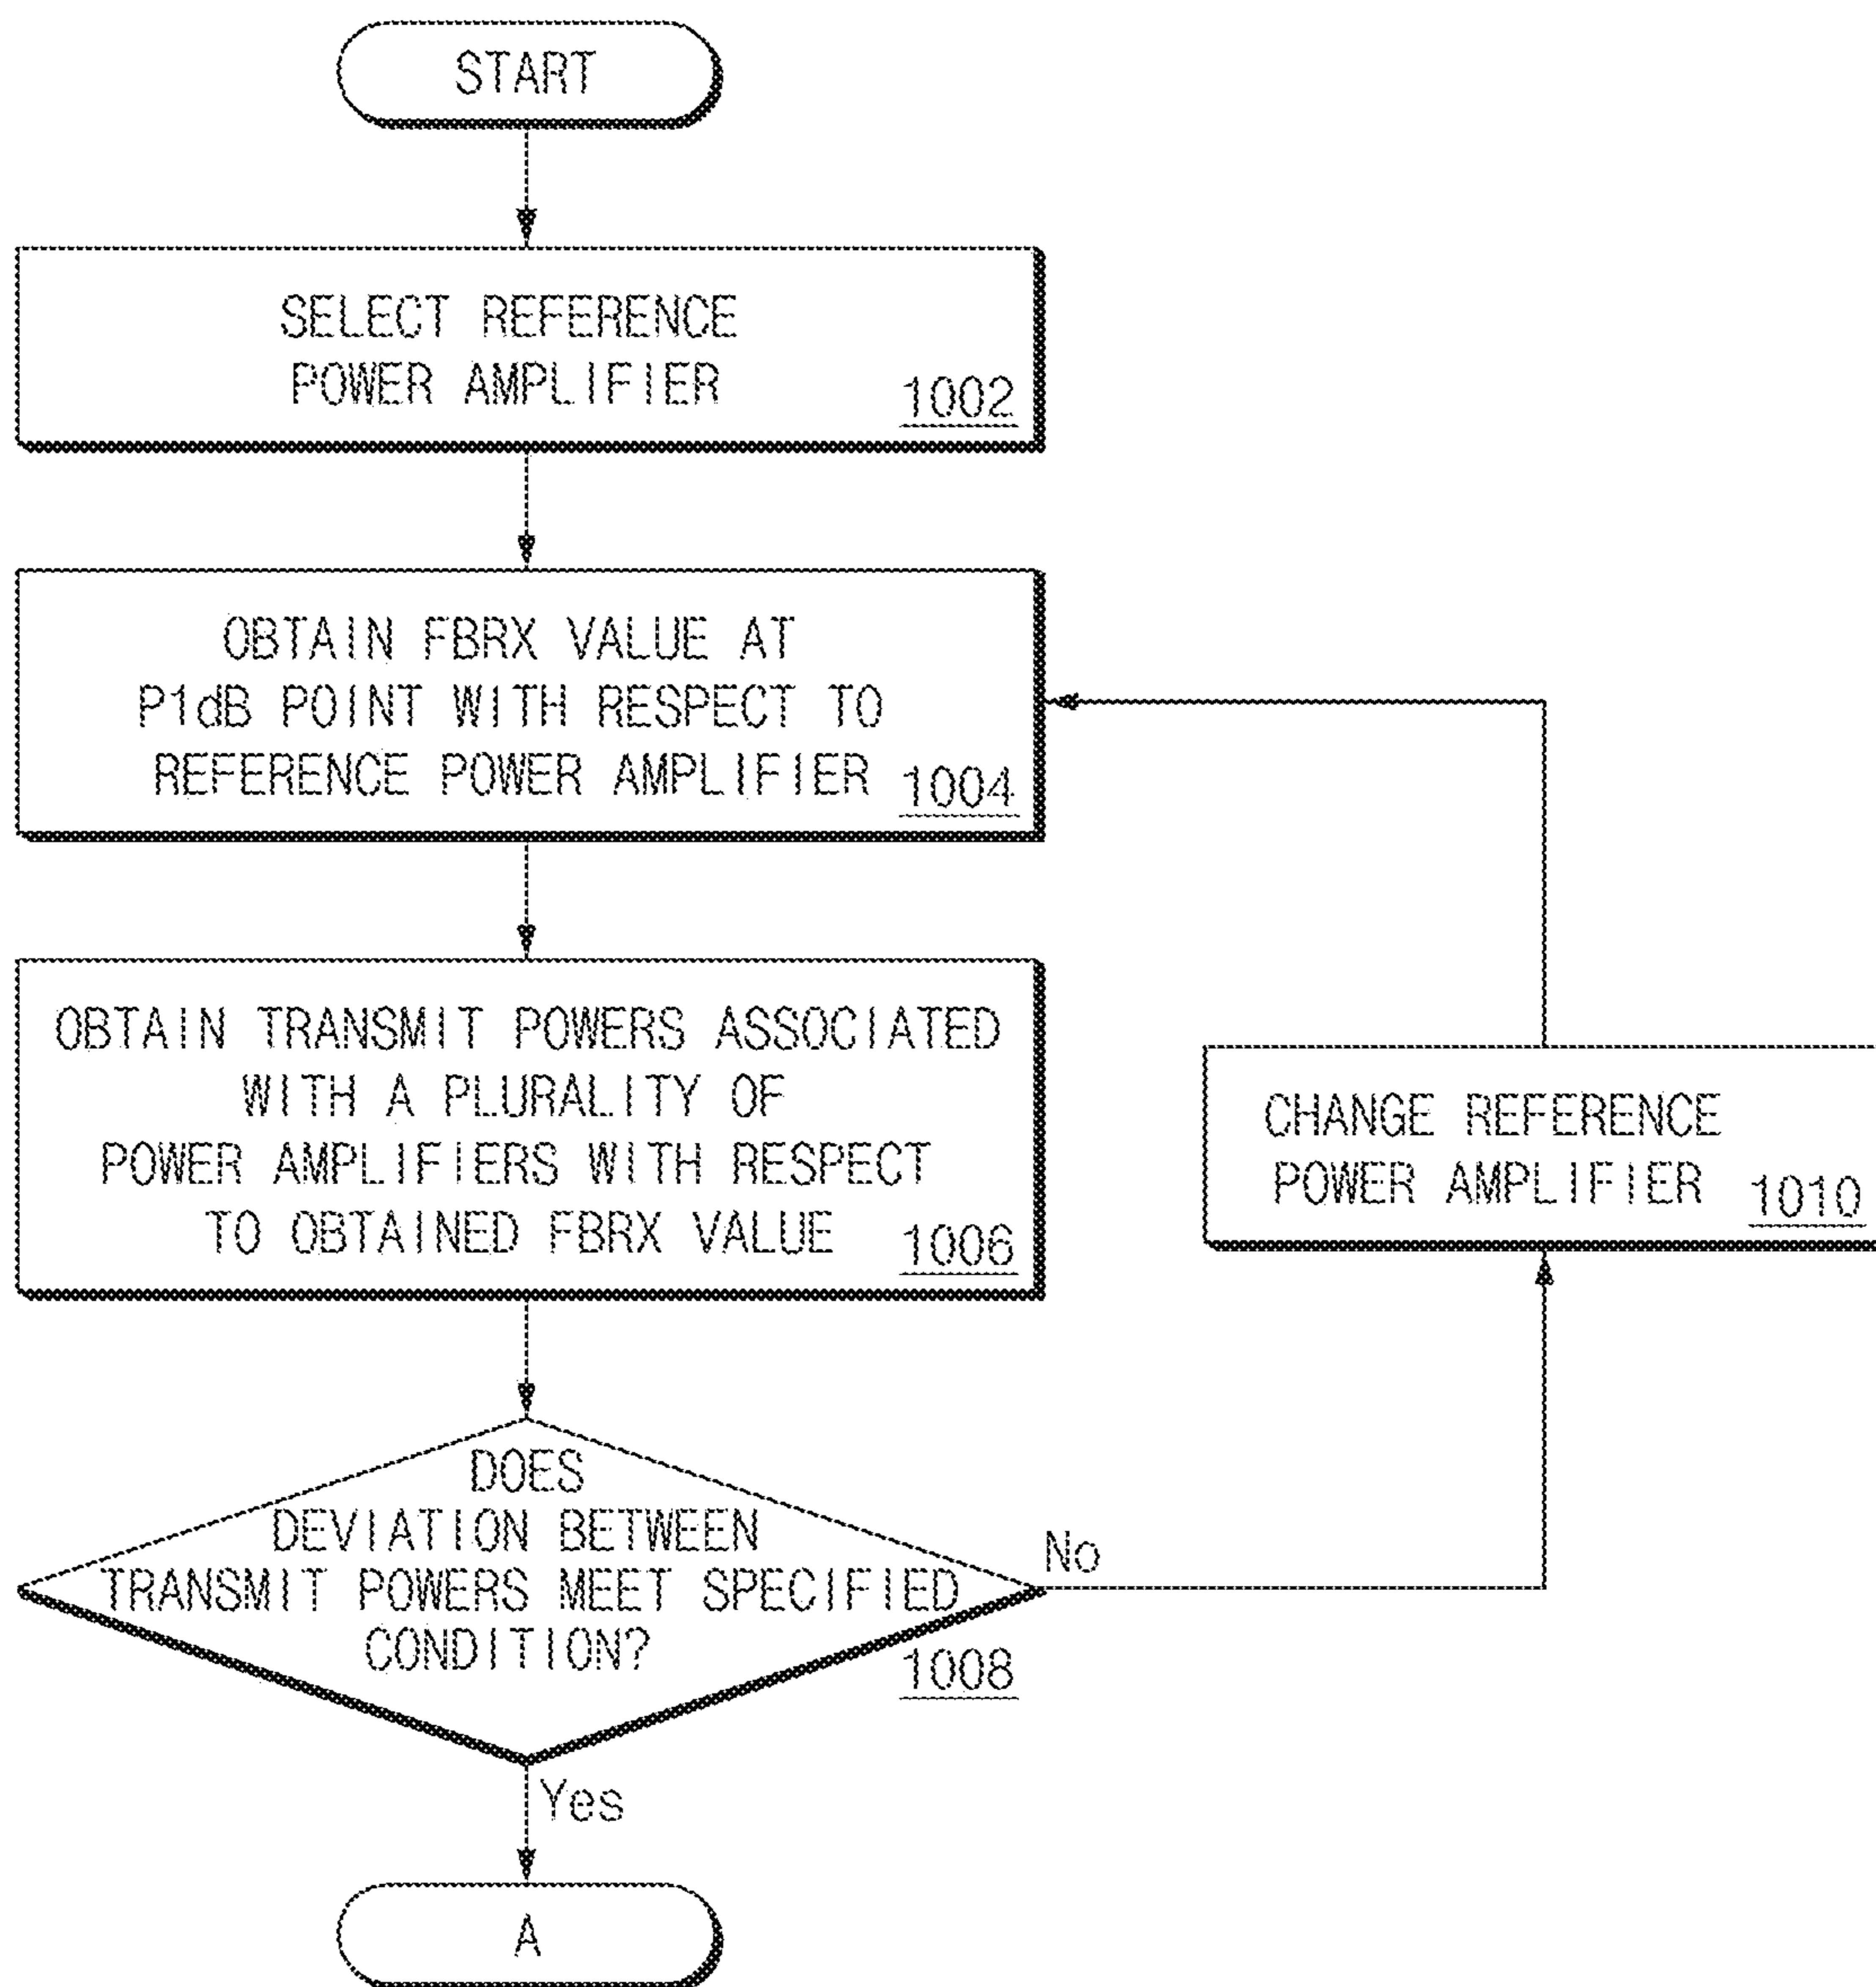 START
SELECT REFERENCE
POWER AMPLIFIER
1002
OBTAIN FBRX VALUE AT
P1dB POINT WITH RESPECT TO
REFERENCE POWER AMPLIFIER
1004
OBTAIN TRANSMIT POWERS ASSOCIATED
WITH A PLURALITY OF
POWER AMPLIFIERS WITH RESPECT
TO OBTAINED FBRX VALUE
1006
CHANGE REFERENCE
POWER AMPLIFIER
1010
DOES
DEVIATION BETWEEN
TRANSMIT POWERS MEET SPECIFIED
CONDITION?
1008
No
Yes
A